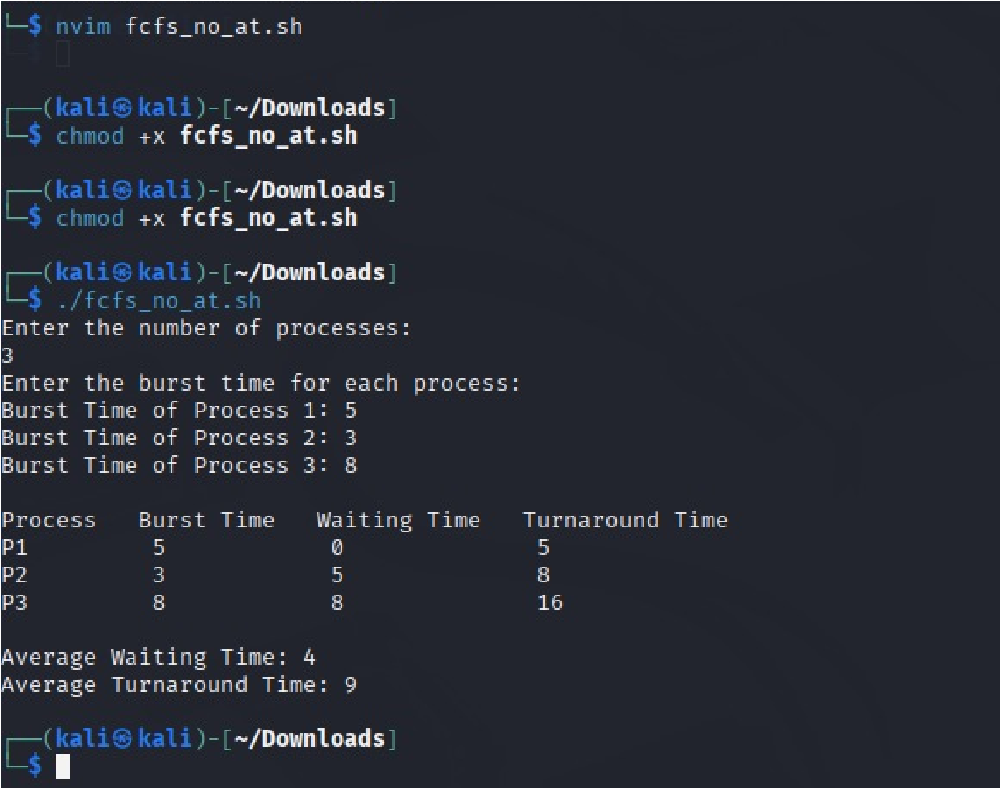 └─$ nvim fcfs_no_at.sh
┌──(kali㉿kali)-[~/Downloads]
└─$ chmod +x fcfs_no_at.sh
┌──(kali㉿kali)-[~/Downloads]
└─$ chmod +x fcfs_no_at.sh
┌──(kali㉿kali)-[~/Downloads]
└─$ ./fcfs_no_at.sh
Enter the number of processes:
3
Enter the burst time for each process:
Burst Time of Process 1: 5
Burst Time of Process 2: 3
Burst Time of Process 3: 8
Process   Burst Time   Waiting Time   Turnaround Time
P1         5            0              5
P2         3            5              8
P3         8            8              16
Average Waiting Time: 4
Average Turnaround Time: 9
┌──(kali㉿kali)-[~/Downloads]
└─$